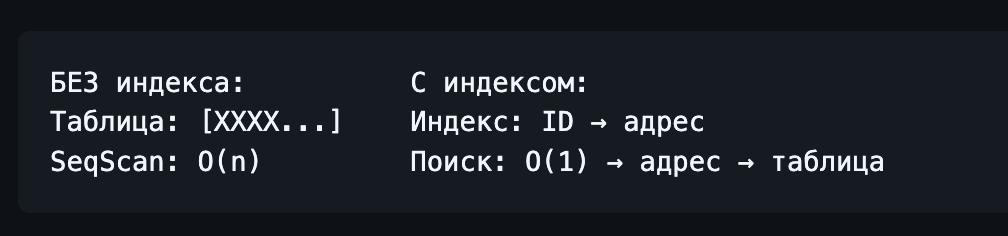 БЕЗ индекса: С индексом:
Таблица: [XXXX...] Индекс: ID → адрес
SeqScan: O(n) Поиск: O(1) → адрес → таблица